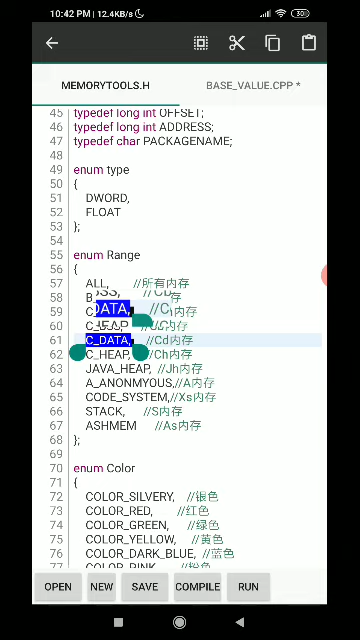 10:42 PM | 12.4KB/s
30
MEMORYTOOLS.H
BASE_VALUE.CPP *
45 typedef long int OFFSET;
46 typedef long int ADDRESS;
47 typedef char PACKAGENAME;
48
49 enum type
50 {
51 DWORD,
52 FLOAT
53 };
54
55 enum Range
56 {
57 ALL, //所有内存
58 B
59 C
60
61 C_DATA, //Cd内存
62 C_HEAP, //Ch内存
63 JAVA_HEAP, //Jh内存
64 A_ANONMYOUS,//A内存
65 CODE_SYSTEM,//Xs内存
66 STACK, //S内存
67 ASHMEM //As内存
68 };
69
70 enum Color
71 {
72 COLOR_SILVERY, //银色
73 COLOR_RED, //红色
74 COLOR_GREEN, //绿色
75 COLOR_YELLOW, //黄色
76 COLOR_DARK_BLUE, //蓝色
77 COLOR_PINK, //粉色
OPEN
NEW
SAVE
COMPILE
RUN